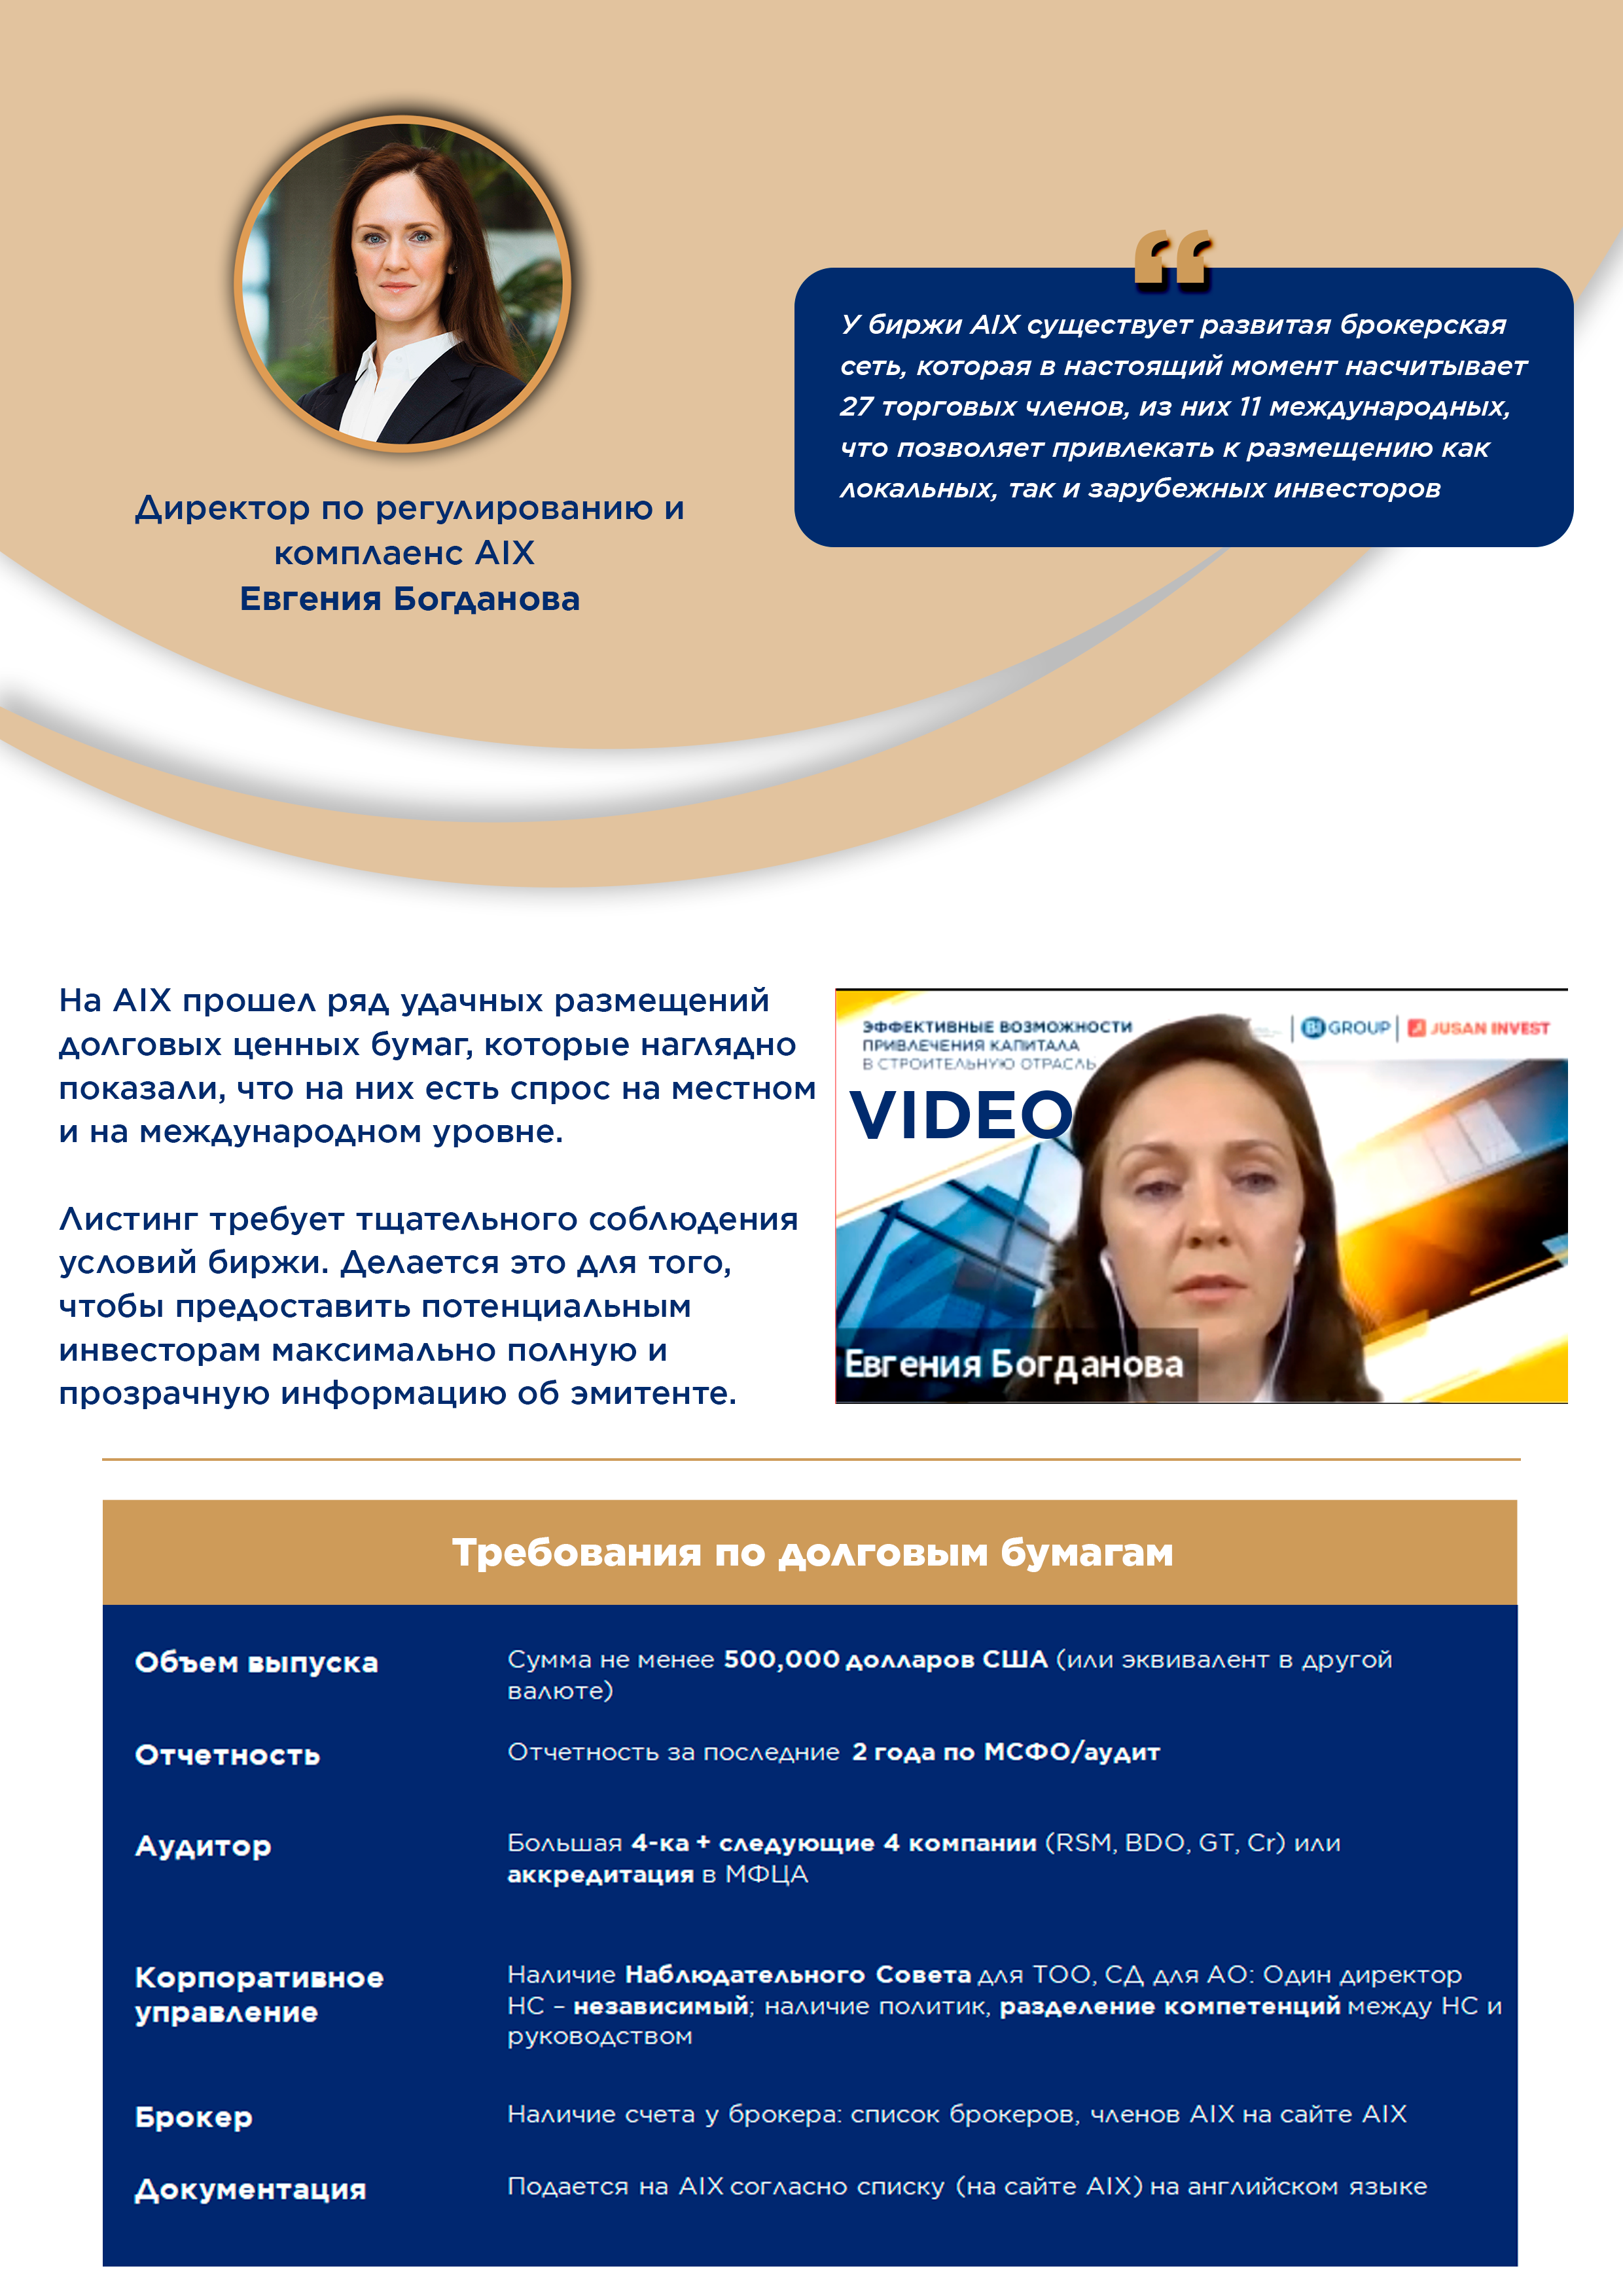 “
У биржи AIX существует развитая брокерская
сеть, которая в настоящий момент насчитывает
27 торговых членов, из них 11 международных,
что позволяет привлекать к размещению как
локальных, так и зарубежных инвесторов
Директор по регулированию и
комплаенс AIX
Евгения Богданова
На AIX прошел ряд удачных размещений
долговых ценных бумаг, которые наглядно
показали, что на них есть спрос на местном
и на международном уровне.
Листинг требует тщательного соблюдения
условий биржи. Делается это для того,
чтобы предоставить потенциальным
инвесторам максимально полную и
прозрачную информацию об эмитенте.
ЭФФЕКТИВНЫЕ ВОЗМОЖНОСТИ
ПРИВЛЕЧЕНИЯ КАПИТАЛА
В СТРОИТЕЛЬНУЮ ОТРАСЛЬ
BI GROUP
JUSAN INVEST
VIDEO
Евгения Богданова
Требования по долговым бумагам
Объем выпуска
Сумма не менее 500,000 долларов США (или эквивалент в другой
валюте)
Отчетность
Отчетность за последние 2 года по МСФО/аудит
Аудитор
Большая 4-ка + следующие 4 компании (RSM, BDO, GT, Cr) или
аккредитация в МФЦА
Корпоративное
управление
Наличие Наблюдательного Совета для ТОО, СД для АО: Один директор
НС – независимый; наличие политик, разделение компетенций между НС и
руководством
Брокер
Наличие счета у брокера: список брокеров, членов AIX на сайте AIX
Документация
Подается на AIX согласно списку (на сайте AIX) на английском языке